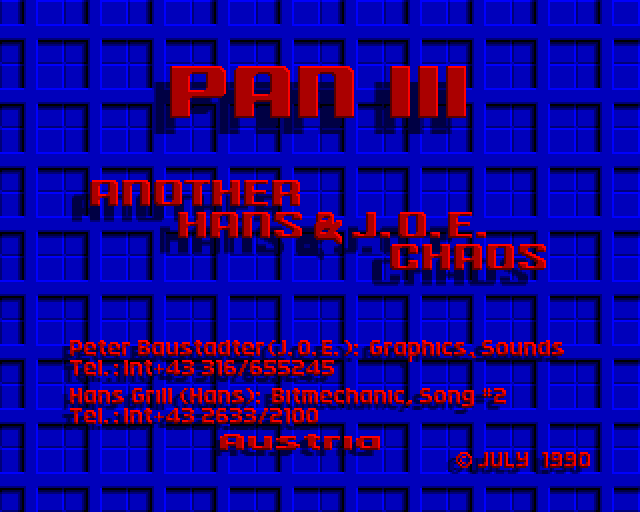 PAN III
ANOTHER
HANS & J.O.E.
CHAOS
Peter Baustadter(J.O.E.): Graphics, Sounds
Tel.: Int+43 316/655245
Hans Grill (Hans): Bitmechanic, Song #2
Tel.: Int+43 2633/2100
Austria
© JULY 1990